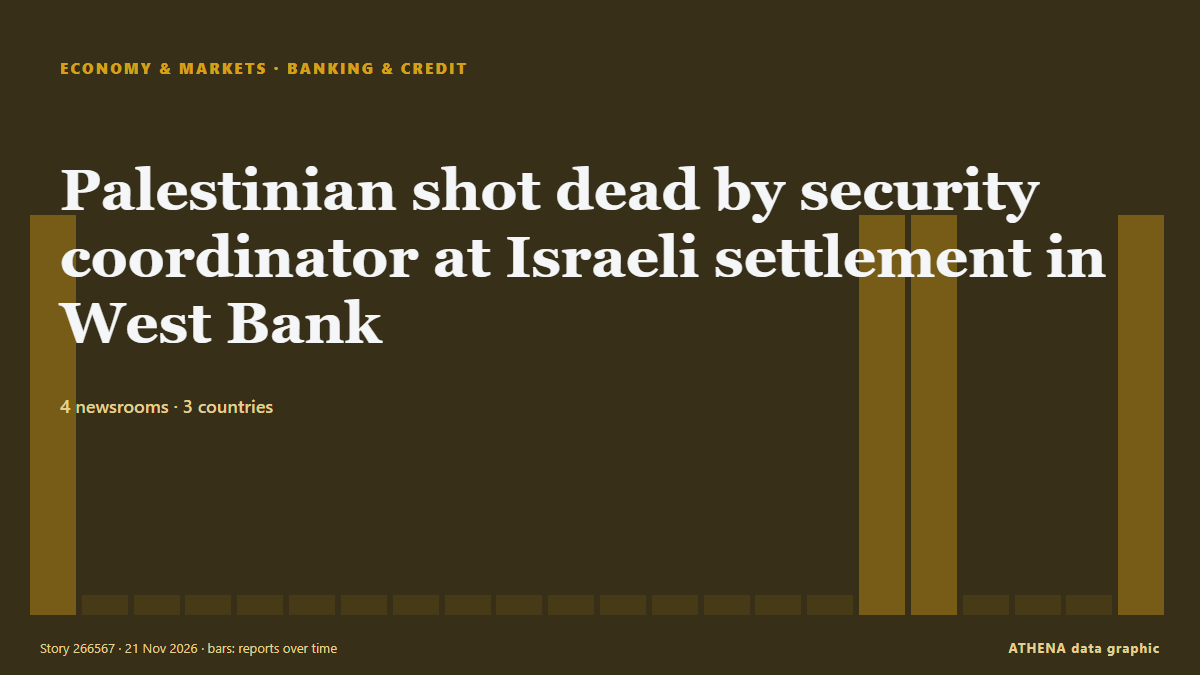 ECONOMY & MARKETS · BANKING & CREDIT
Palestinian shot dead by security
coordinator at Israeli settlement in
West Bank
4 newsrooms · 3 countries
Story 266567 · 21 Nov 2026 · bars: reports over time
ATHENA data graphic